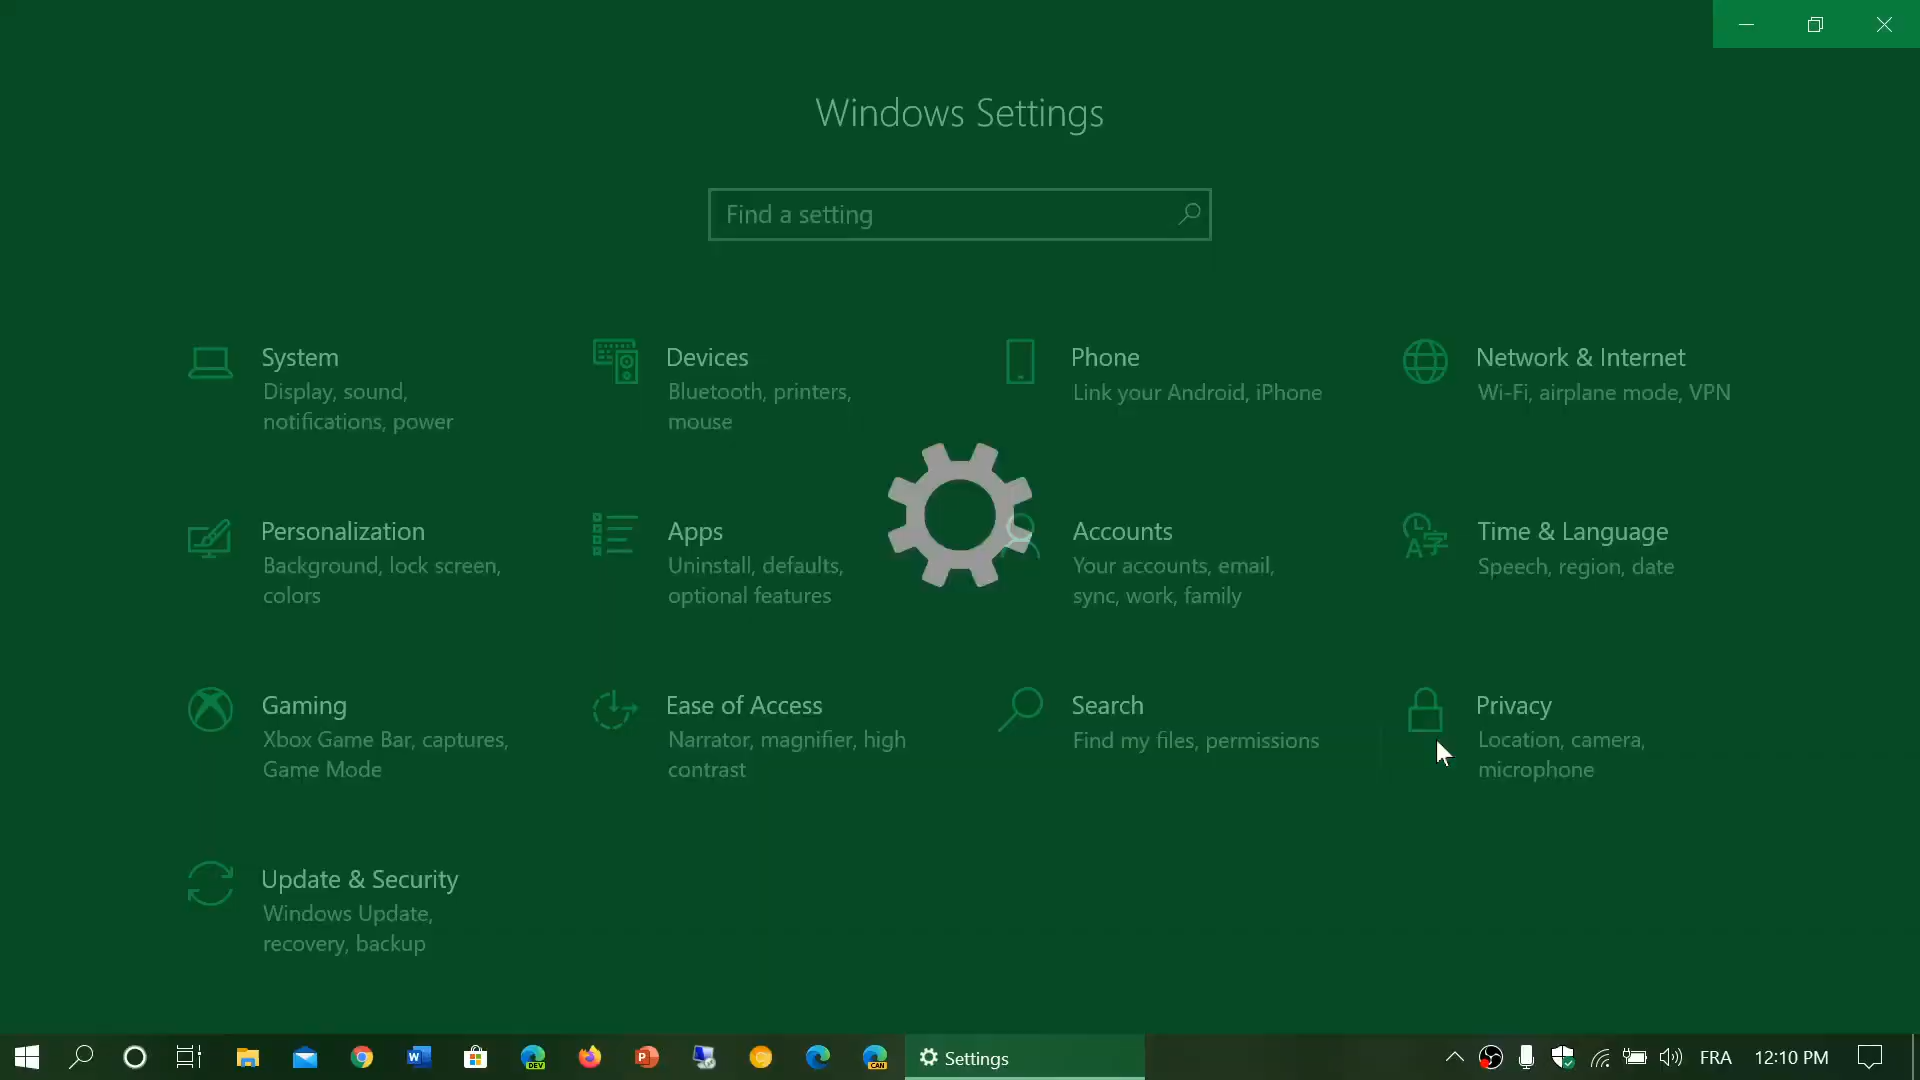 Windows Settings
Find a setting
System
Display, sound,
notifications, power
Devices
Bluetooth, printers,
mouse
Phone
Link your Android, iPhone
Network & Internet
Wi-Fi, airplane mode, VPN
Personalization
Background, lock screen,
colors
Apps
Uninstall, defaults,
optional features
Accounts
Your accounts, email,
sync, work, family
Time & Language
Speech, region, date
Gaming
Xbox Game Bar, captures,
Game Mode
Ease of Access
Narrator, magnifier, high
contrast
Search
Find my files, permissions
Privacy
Location, camera,
microphone
Update & Security
Windows Update,
recovery, backup
DEV
CAN
Settings
FRA
12:10 PM